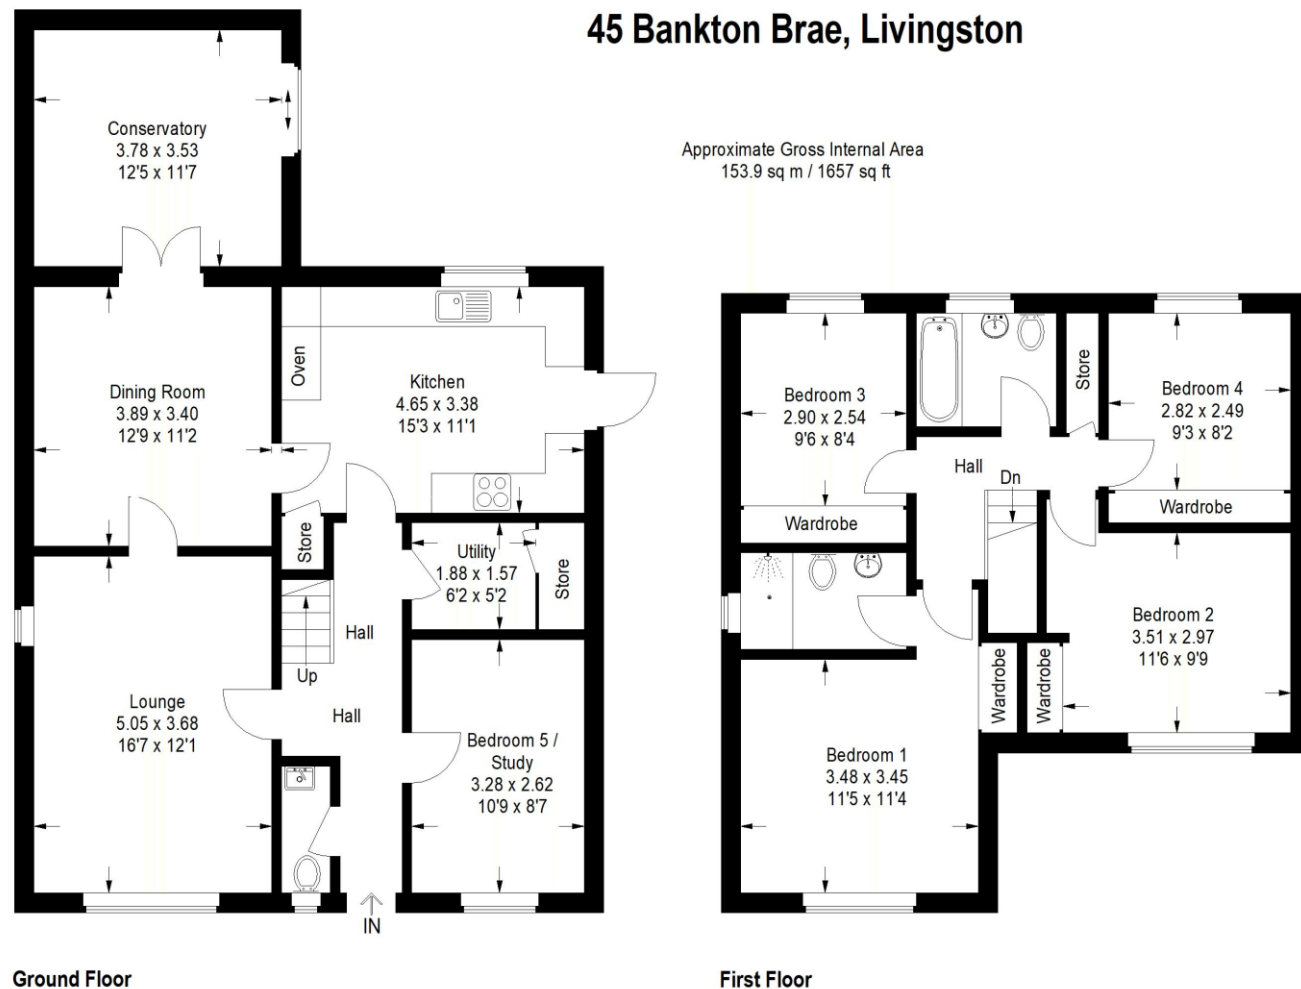 45 Bankton Brae, Livingston
Approximate Gross Internal Area
153.9 sq m / 1657 sq ft
Conservatory
3.78 x 3.53
12'5 x 11'7
Dining Room
3.89 x 3.40
12'9 x 11'2
Oven
Kitchen
4.65 x 3.38
15'3 x 11'1
Store
Utility
1.88 x 1.57
6'2 x 5'2
Store
Hall
Up
Hall
Lounge
5.05 x 3.68
16'7 x 12'1
Bedroom 5 /
Study
3.28 x 2.62
10'9 x 8'7
IN
Ground Floor
Bedroom 3
2.90 x 2.54
9'6 x 8'4
Wardrobe
Store
Bedroom 4
2.82 x 2.49
9'3 x 8'2
Wardrobe
Hall
Dn
Bedroom 2
3.51 x 2.97
11'6 x 9'9
Wardrobe
Wardrobe
Bedroom 1
3.48 x 3.45
11'5 x 11'4
First Floor